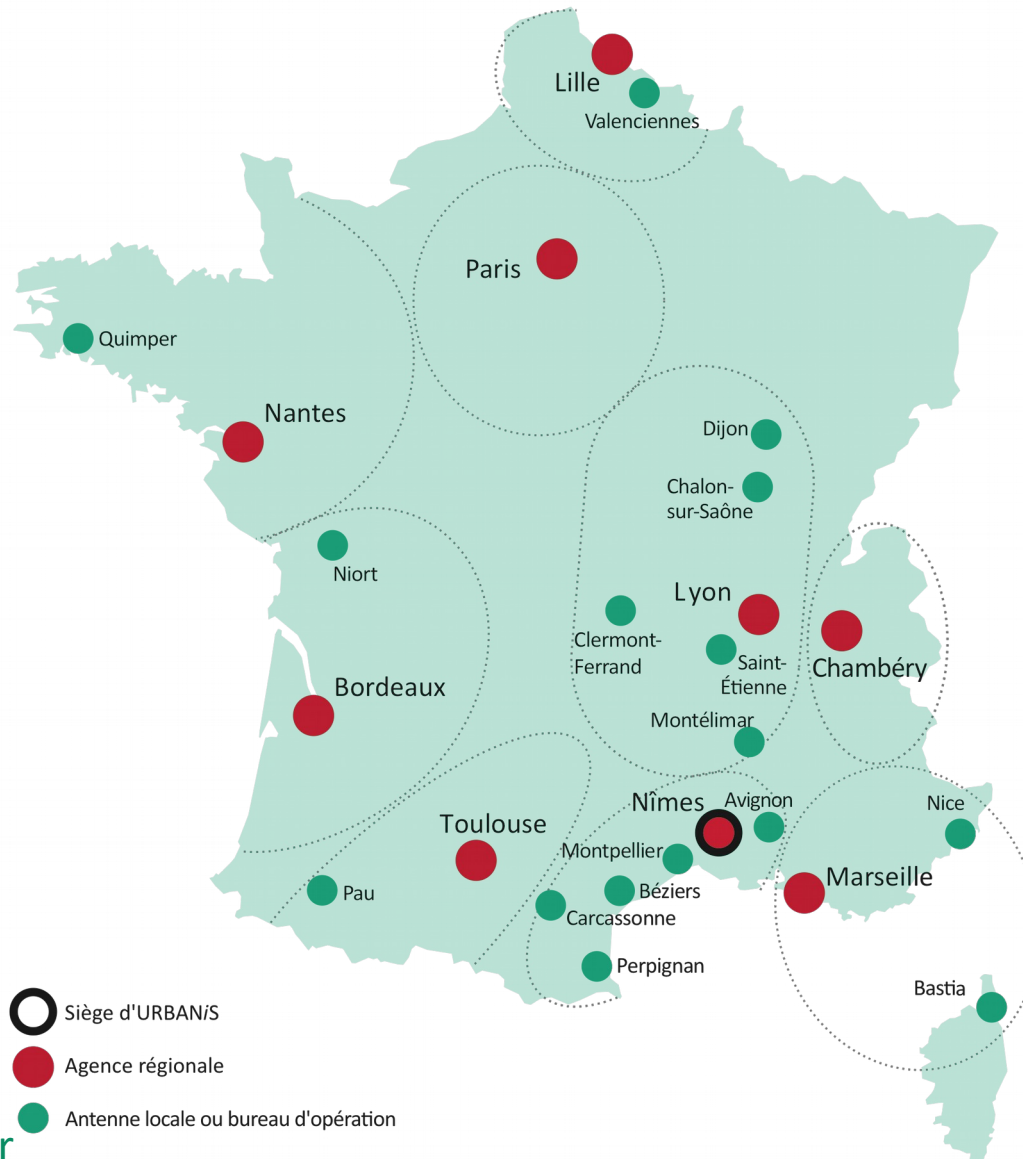 Lille
Valenciennes
Paris
Quimper
Nantes
Dijon
Chalon-
sur-Saône
Niort
Lyon
Clermont-
Ferrand
Saint-
Étienne
Chambéry
Bordeaux
Montélimar
Nîmes
Avignon
Nice
Toulouse
Montpellier
Marseille
Pau
Béziers
Carcassonne
Perpignan
Bastia
Siège d'URBANiS
Agence régionale
Antenne locale ou bureau d'opération
r